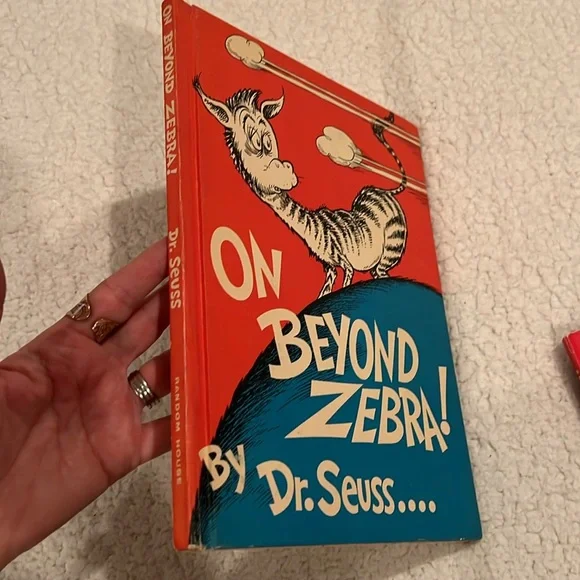 ON BEYOND ZEBRA! Dr. Seuss RANDOM HOUSE
ON
BEYOND
ZEBRA!
By Dr. Seuss....